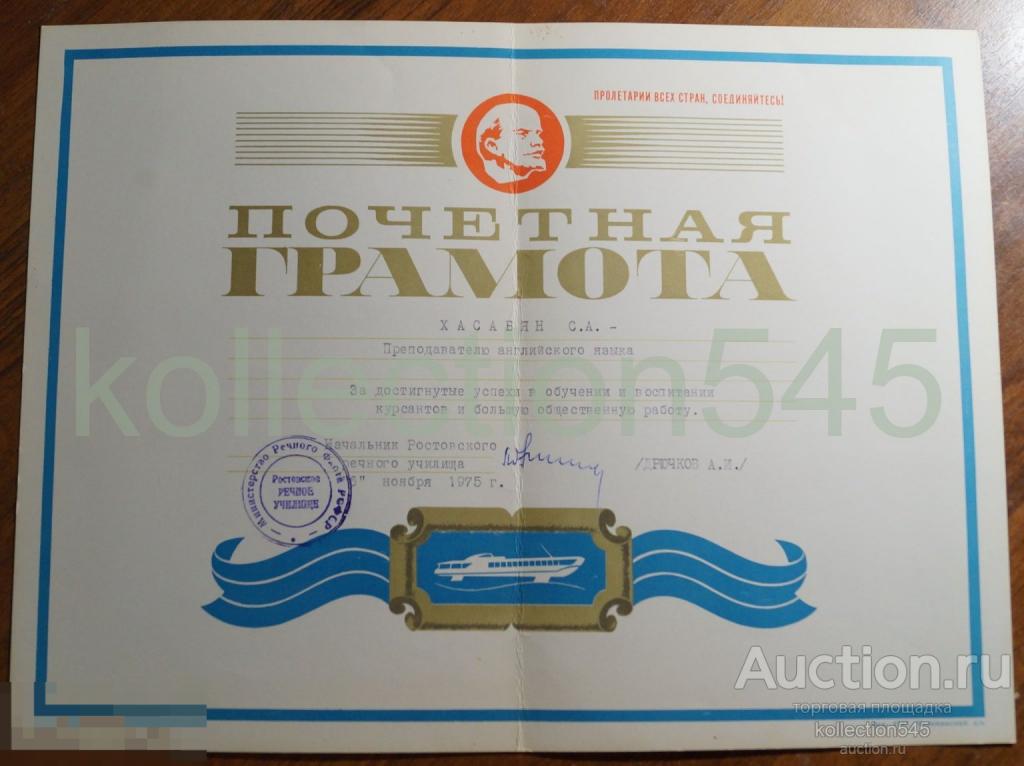 ПРОЛЕТАРИИ ВСЕХ СТРАН, СОЕДИНЯЙТЕСЬ!
ПОЧЕТНАЯ
ГРАМОТА
ХАСАБЯН С.А. –
Преподавателю английского языка
За достигнутые успехи в обучении и воспитании
курсантов и большую общественную работу.
Начальник Ростовского
речного училища
/ДРЮЧКОВ А.И./
" ноября 1975 г.
Министерство Речного Флота РСФСР
Ростовское
РЕЧНОЕ
УЧИЛИЩЕ
kollection545
Auction.ru
торговая площадка
kollection545
auction.ru